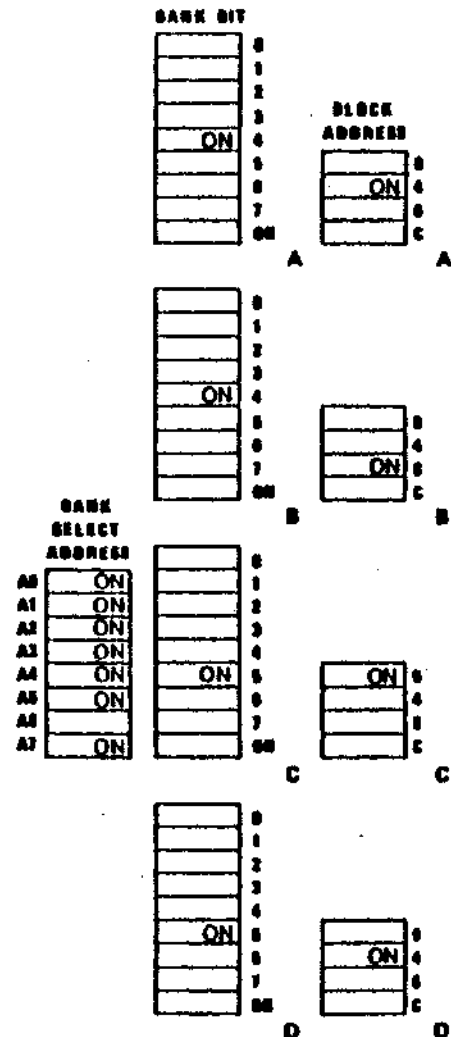 BANK BIT
0
1
2
3
ON 4
5
6
7
ON
A
BLOCK
ADDRESS
0
ON 4
8
C
A
0
1
2
3
ON 4
5
6
7
ON
B
0
4
ON 8
C
B
BANK
SELECT
ADDRESS
A0 ON
A1 ON
A2 ON
A3 ON
A4 ON
A5 ON
A6
A7 ON
0
1
2
3
4
ON 5
6
7
ON
C
ON 0
4
8
C
C
0
1
2
3
4
ON 5
6
7
ON
D
0
ON 4
8
C
D